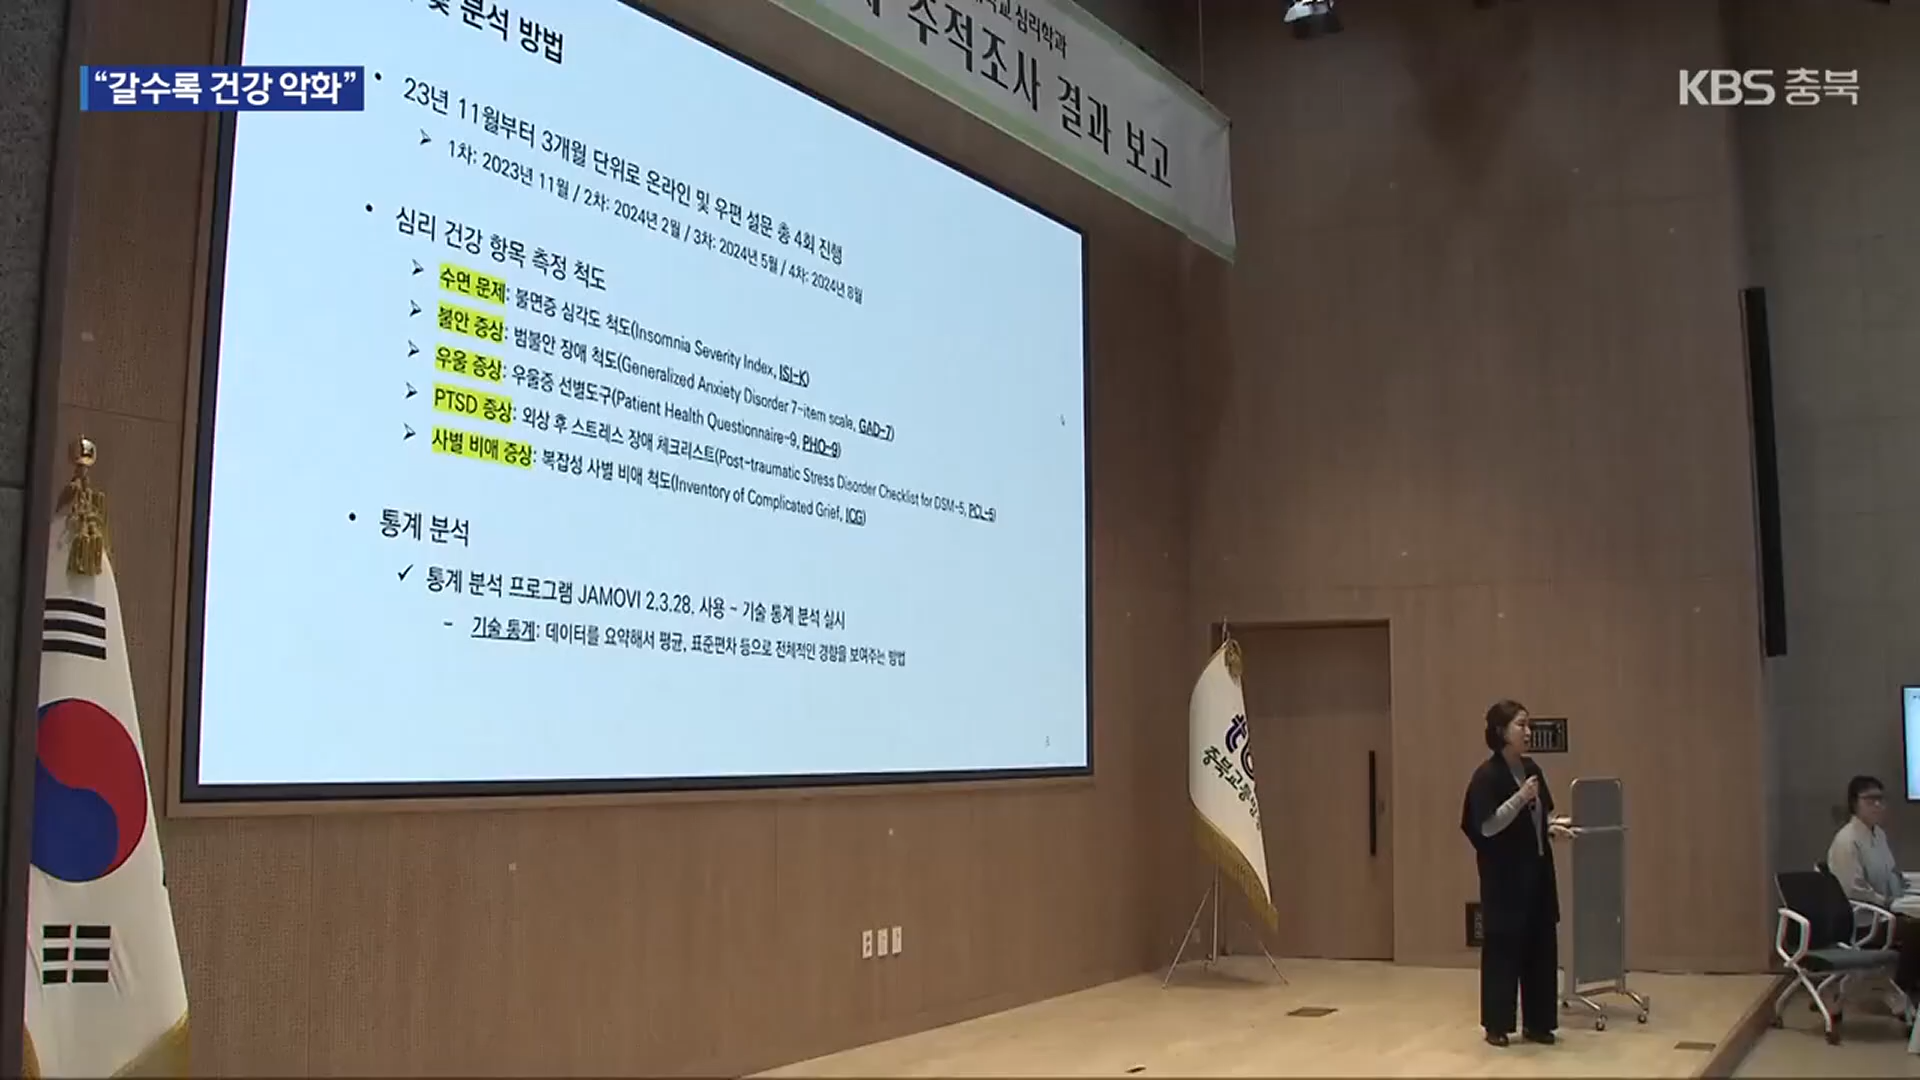 “갈수록 건강 악화”
KBS 충북
심리학과
추적조사 결과 보고
및 분석 방법
• 23년 11월부터 3개월 단위로 온라인 및 우편 설문 총 4회 진행
➢ 1차: 2023년 11월 / 2차: 2024년 2월 / 3차: 2024년 5월 / 4차: 2024년 8월
• 심리 건강 항목 측정 척도
➢ 수면 문제: 불면증 심각도 척도(Insomnia Severity Index, ISI-K)
➢ 불안 증상: 범불안 장애 척도(Generalized Anxiety Disorder 7-item scale, GAD-7)
➢ 우울 증상: 우울증 선별도구(Patient Health Questionnaire-9, PHQ-9)
➢ PTSD 증상: 외상 후 스트레스 장애 체크리스트(Post-traumatic Stress Disorder Checklist for DSM-5, PCL-5)
➢ 사별 비애 증상: 복잡성 사별 비애 척도(Inventory of Complicated Grief, ICG)
• 통계 분석
✓ 통계 분석 프로그램 JAMOVI 2.3.28. 사용 ~ 기술 통계 분석 실시
- 기술 통계: 데이터를 요약해서 평균, 표준편차 등으로 전체적인 경향을 보여주는 방법
충북교통